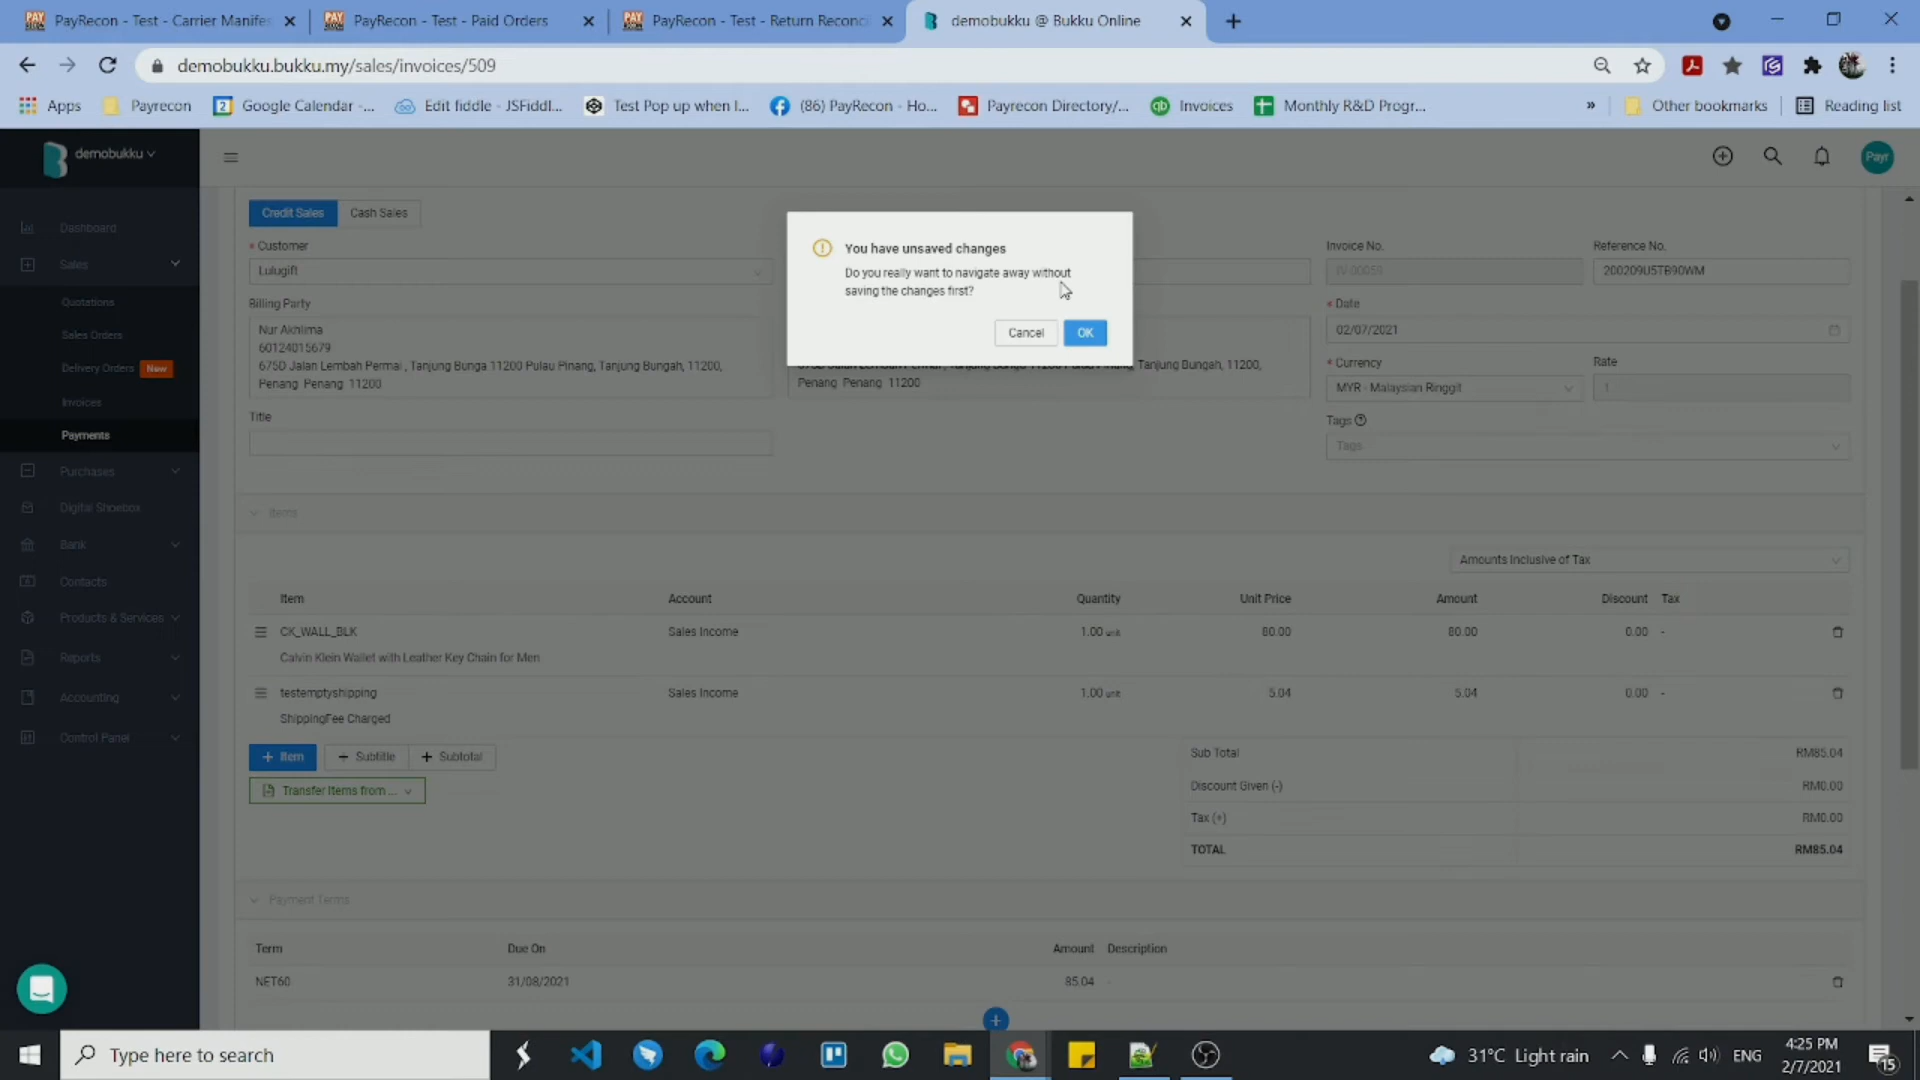 PayRecon - Test - Carrier Manifes
PayRecon - Test - Paid Orders
PayRecon - Test - Return Reconci
demobukku @ Bukku Online
demobukku.bukku.my/sales/invoices/509
Apps
Payrecon
Google Calendar -...
Edit fiddle - JSFiddl...
Test Pop up when I...
(86) PayRecon - Ho...
Payrecon Directory/...
Invoices
Monthly R&D Progr...
»
Other bookmarks
Reading list
demobukku
Payr
Dashboard
Sales
Quotations
Sales Orders
Delivery Orders New
Invoices
Payments
Purchases
Digital Shoebox
Bank
Contacts
Products & Services
Reports
Accounting
Control Panel
Credit Sales
Cash Sales
* Customer
Lulugift
Billing Party
Nur Akhlima
60124015679
675D Jalan Lembah Permai , Tanjung Bunga 11200 Pulau Pinang, Tanjung Bungah, 11200,
Penang Penang 11200
Title
You have unsaved changes
Do you really want to navigate away without
saving the changes first?
Cancel
OK
Tanjung Bungah, 11200,
Penang Penang 11200
Invoice No.
IV-00059
Reference No.
200209U5TB90WM
* Date
02/07/2021
* Currency
MYR - Malaysian Ringgit
Rate
1
Tags
Tags
Items
Amounts Inclusive of Tax
Item Account Quantity Unit Price Amount Discount Tax
CK_WALL_BLK Sales Income 1.00 unit 80.00 80.00 0.00 -
Calvin Klein Wallet with Leather Key Chain for Men
testemptyshipping Sales Income 1.00 unit 5.04 5.04 0.00 -
ShippingFee Charged
+ Item
+ Subtitle
+ Subtotal
Transfer Items from ...
Sub Total RM85.04
Discount Given (-) RM0.00
Tax (+) RM0.00
TOTAL RM85.04
Payment Terms
Term Due On Amount Description
NET60 31/08/2021 85.04 -
Type here to search
31°C Light rain
ENG
4:25 PM
2/7/2021
15